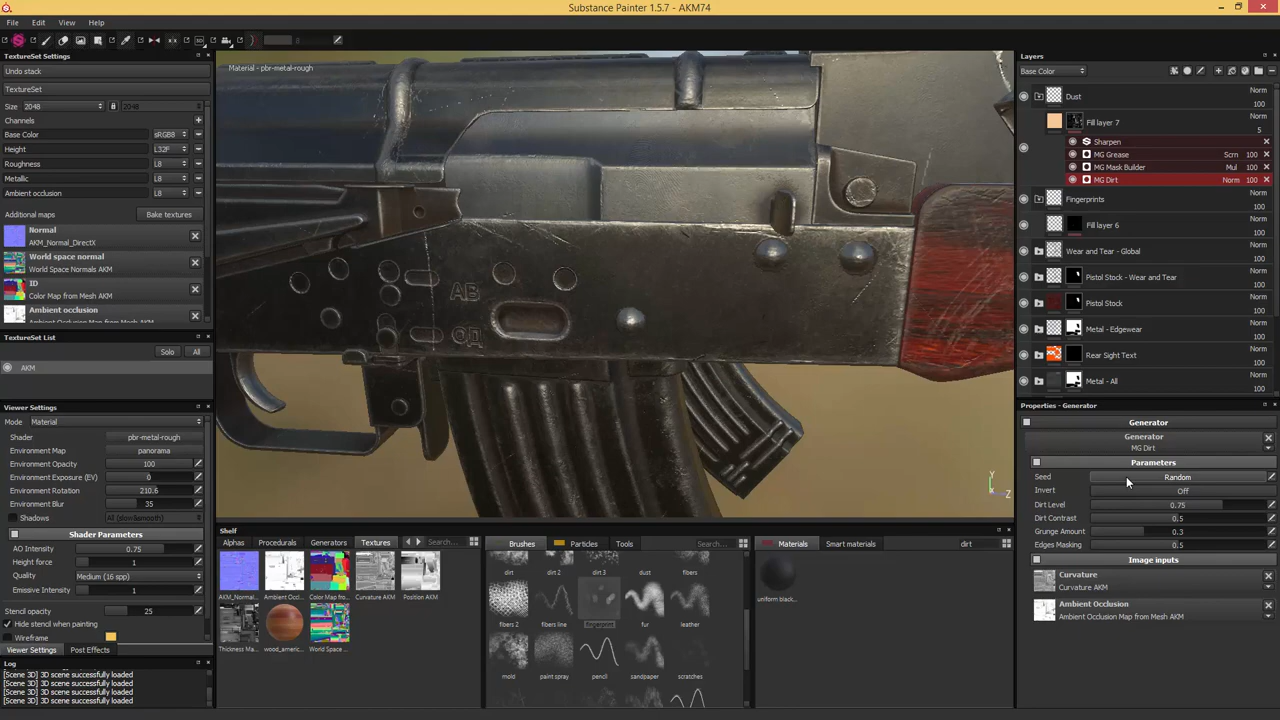 Substance Painter 1.5.7 - AKM74
File Edit View Help
TextureSet Settings
Undo stack
TextureSet
Size 2048 2048
Channels
Base Color sRGB8
Height L32F
Roughness L8
Metallic L8
Ambient occlusion L8
Additional maps Bake textures
Normal
AKM_Normal_DirectX
World space normal
World Space Normals AKM
ID
Color Map from Mesh AKM
Ambient occlusion
Ambient Occlusion Map from Mesh AKM
TextureSet List
Solo All
AKM
Viewer Settings
Mode Material
Shader pbr-metal-rough
Environment Map panorama
Environment Opacity 100
Environment Exposure (EV) 0
Environment Rotation 210.6
Environment Blur 35
Shadows All (slow&smooth)
Shader Parameters
AO Intensity 0.75
Height force 1
Quality Medium (16 spp)
Emissive Intensity 1
Stencil opacity 25
Hide stencil when painting
Wireframe
Viewer Settings Post Effects
Log
[Scene 3D] 3D scene successfully loaded
[Scene 3D] 3D scene successfully loaded
[Scene 3D] 3D scene successfully loaded
[Scene 3D] 3D scene successfully loaded
Material - pbr-metal-rough
АВ
ОД
Y
Z
Shelf
Alphas Procedurals Generators Textures Search...
AKM_Normal... Ambient Occl... Color Map fro... Curvature AKM Position AKM
Thickness Ma... wood_americ... World Space ...
Brushes Particles Tools Search...
dirt dirt 2 dirt 3 dust fibers
fibers 2 fibers line fingerprint fur leather
mold paint spray pencil sandpaper scratches
Materials Smart materials dirt
uniform black...
Layers
Base Color
Dust Norm 100
Fill layer 7 Norm 5
Sharpen
MG Grease Scrn 100
MG Mask Builder Mul 100
MG Dirt Norm 100
Fingerprints Norm 100
Fill layer 6 Norm 100
Wear and Tear - Global Norm 100
Pistol Stock - Wear and Tear Norm 100
Pistol Stock Norm 100
Metal - Edgewear Norm 100
Rear Sight Text Norm 100
Metal - All Norm 100
Properties - Generator
Generator
Generator
MG Dirt
Parameters
Seed Random
Invert Off
Dirt Level 0.75
Dirt Contrast 0.5
Grunge Amount 0.3
Edges Masking 0.5
Image inputs
Curvature
Curvature AKM
Ambient Occlusion
Ambient Occlusion Map from Mesh AKM